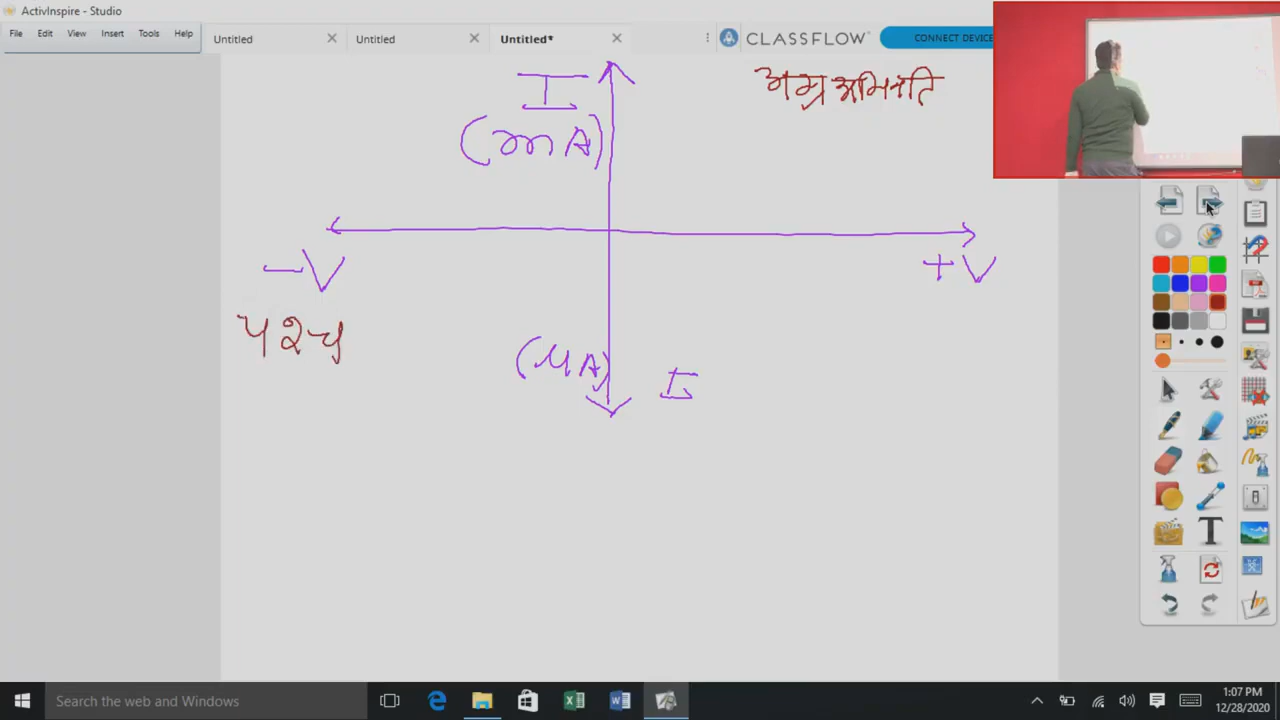 ActivInspire - Studio
File Edit View Insert Tools Help
Untitled
Untitled
Untitled*
CLASSFLOW
CONNECT DEVICE
I
(mA)
अग्र अभिनति
-V
+V
पश्च
(μA)
I
Search the web and Windows
1:07 PM
12/28/2020